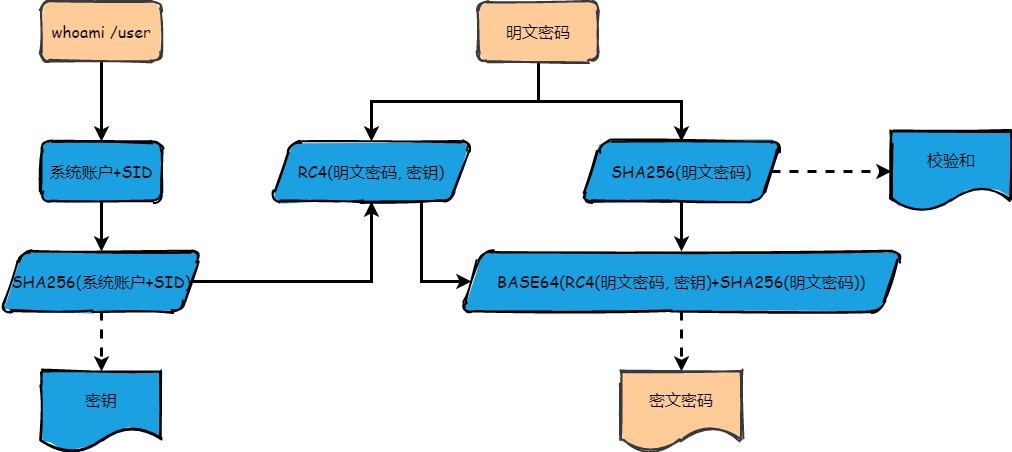 whoami /user
明文密码
系统账户+SID
RC4(明文密码, 密钥)
SHA256(明文密码)
校验和
SHA256(系统账户+SID)
BASE64(RC4(明文密码, 密钥)+SHA256(明文密码))
密钥
密文密码